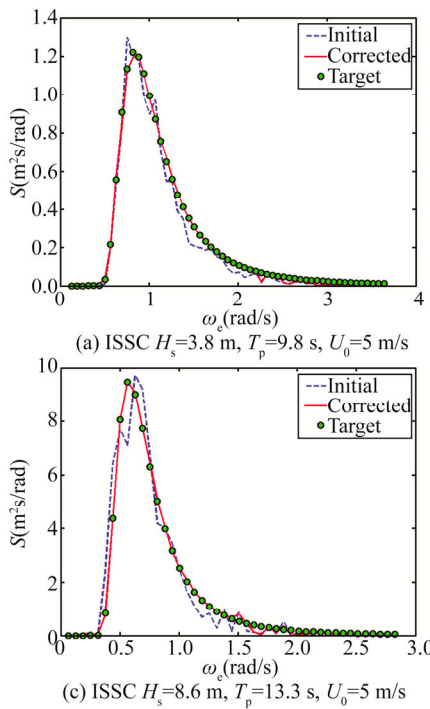 1.4
1.2
1.0
0.8
0.6
0.4
0.2
0.0
S(m²s/rad)
Initial
Corrected
Target
0 1 2 3 4
ωe(rad/s)
(a) ISSC Hs=3.8 m, Tp=9.8 s, U0=5 m/s
10
8
6
4
2
0
S(m²s/rad)
Initial
Corrected
Target
0.5 1.0 1.5 2.0 2.5 3.0
ωe(rad/s)
(c) ISSC Hs=8.6 m, Tp=13.3 s, U0=5 m/s